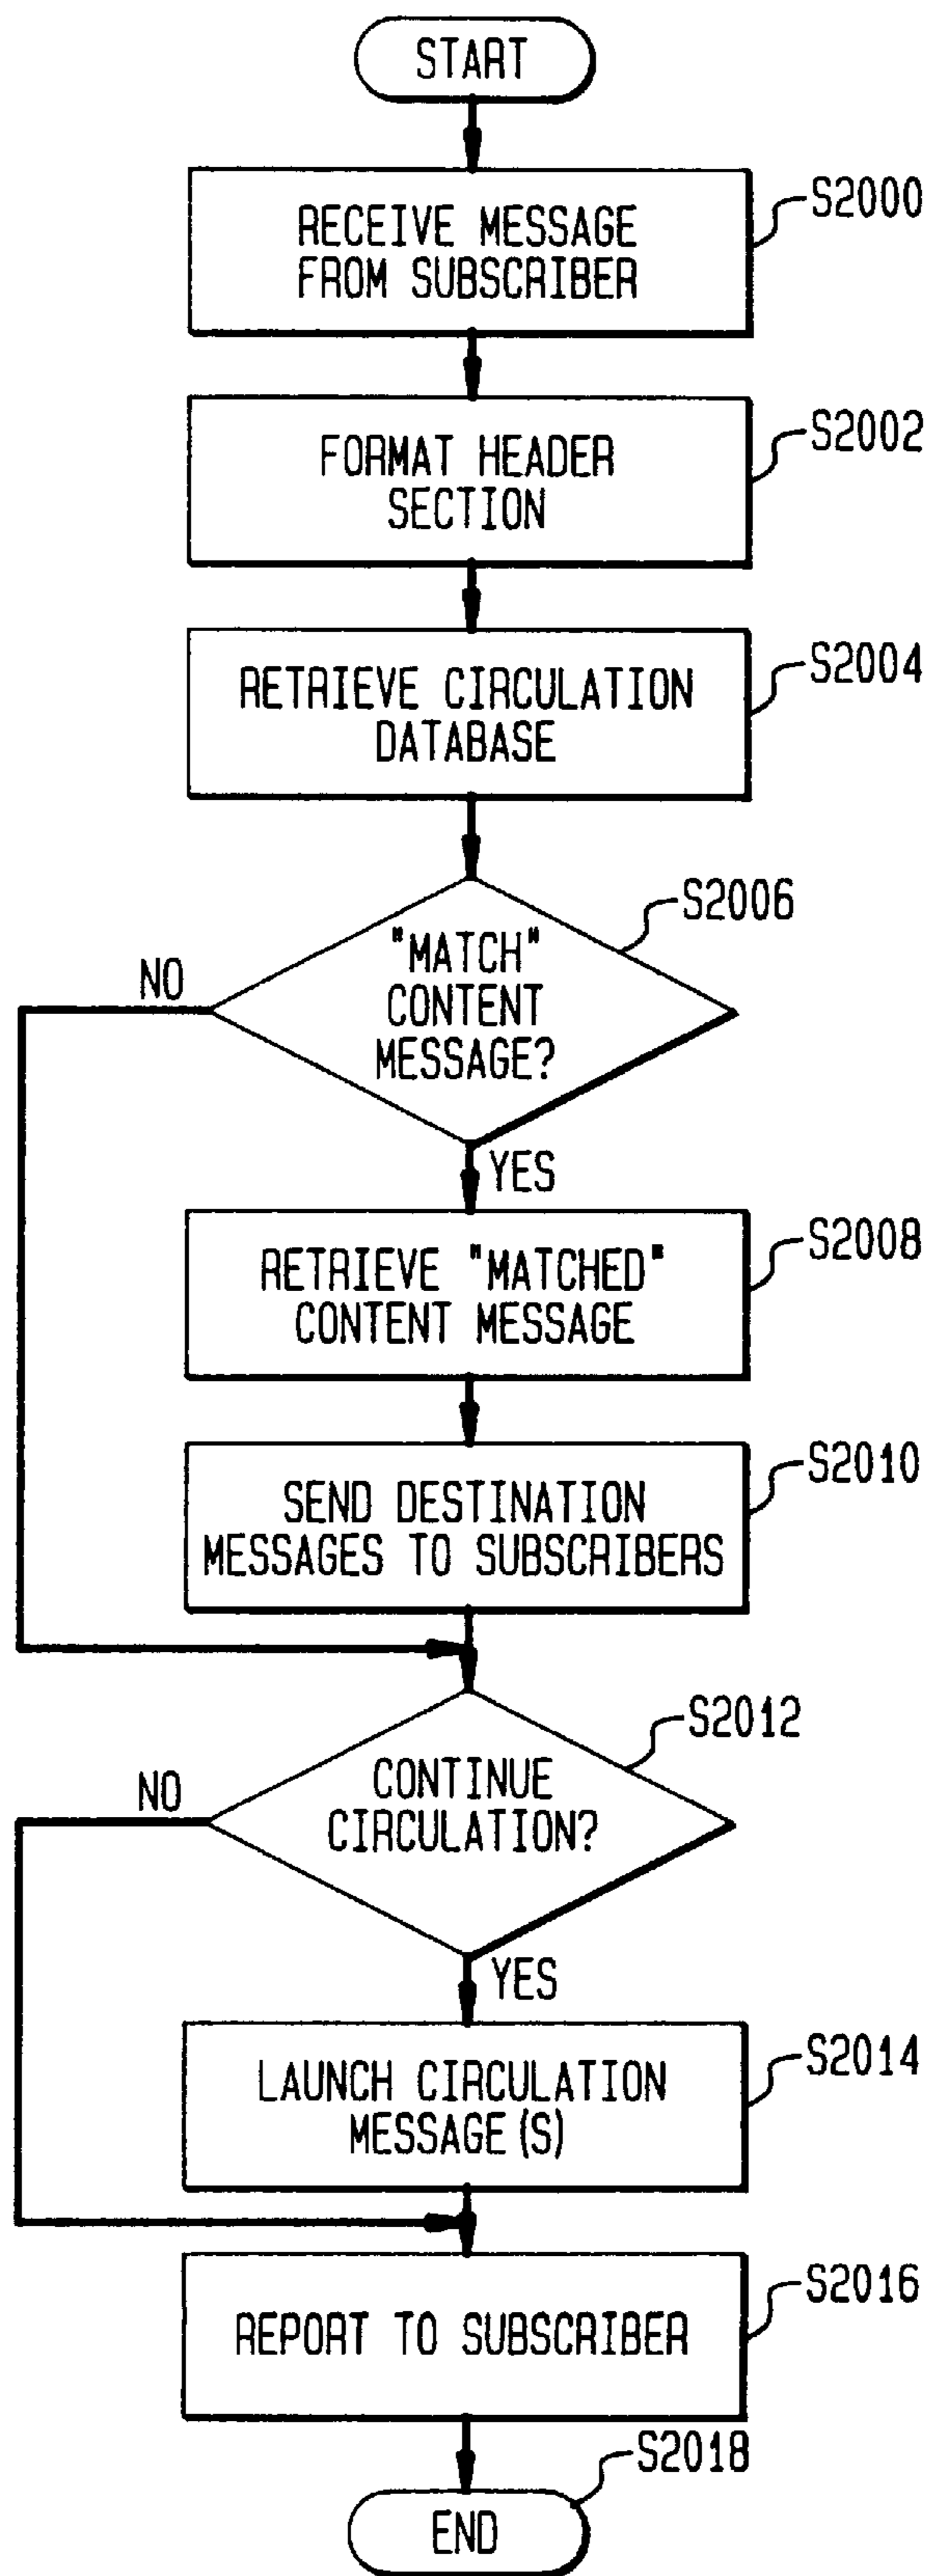 START
RECEIVE MESSAGE
FROM SUBSCRIBER
S2000
FORMAT HEADER
SECTION
S2002
RETRIEVE CIRCULATION
DATABASE
S2004
"MATCH"
CONTENT
MESSAGE?
S2006
NO
YES
RETRIEVE "MATCHED"
CONTENT MESSAGE
S2008
SEND DESTINATION
MESSAGES TO SUBSCRIBERS
S2010
CONTINUE
CIRCULATION?
S2012
NO
YES
LAUNCH CIRCULATION
MESSAGE(S)
S2014
REPORT TO SUBSCRIBER
S2016
END
S2018